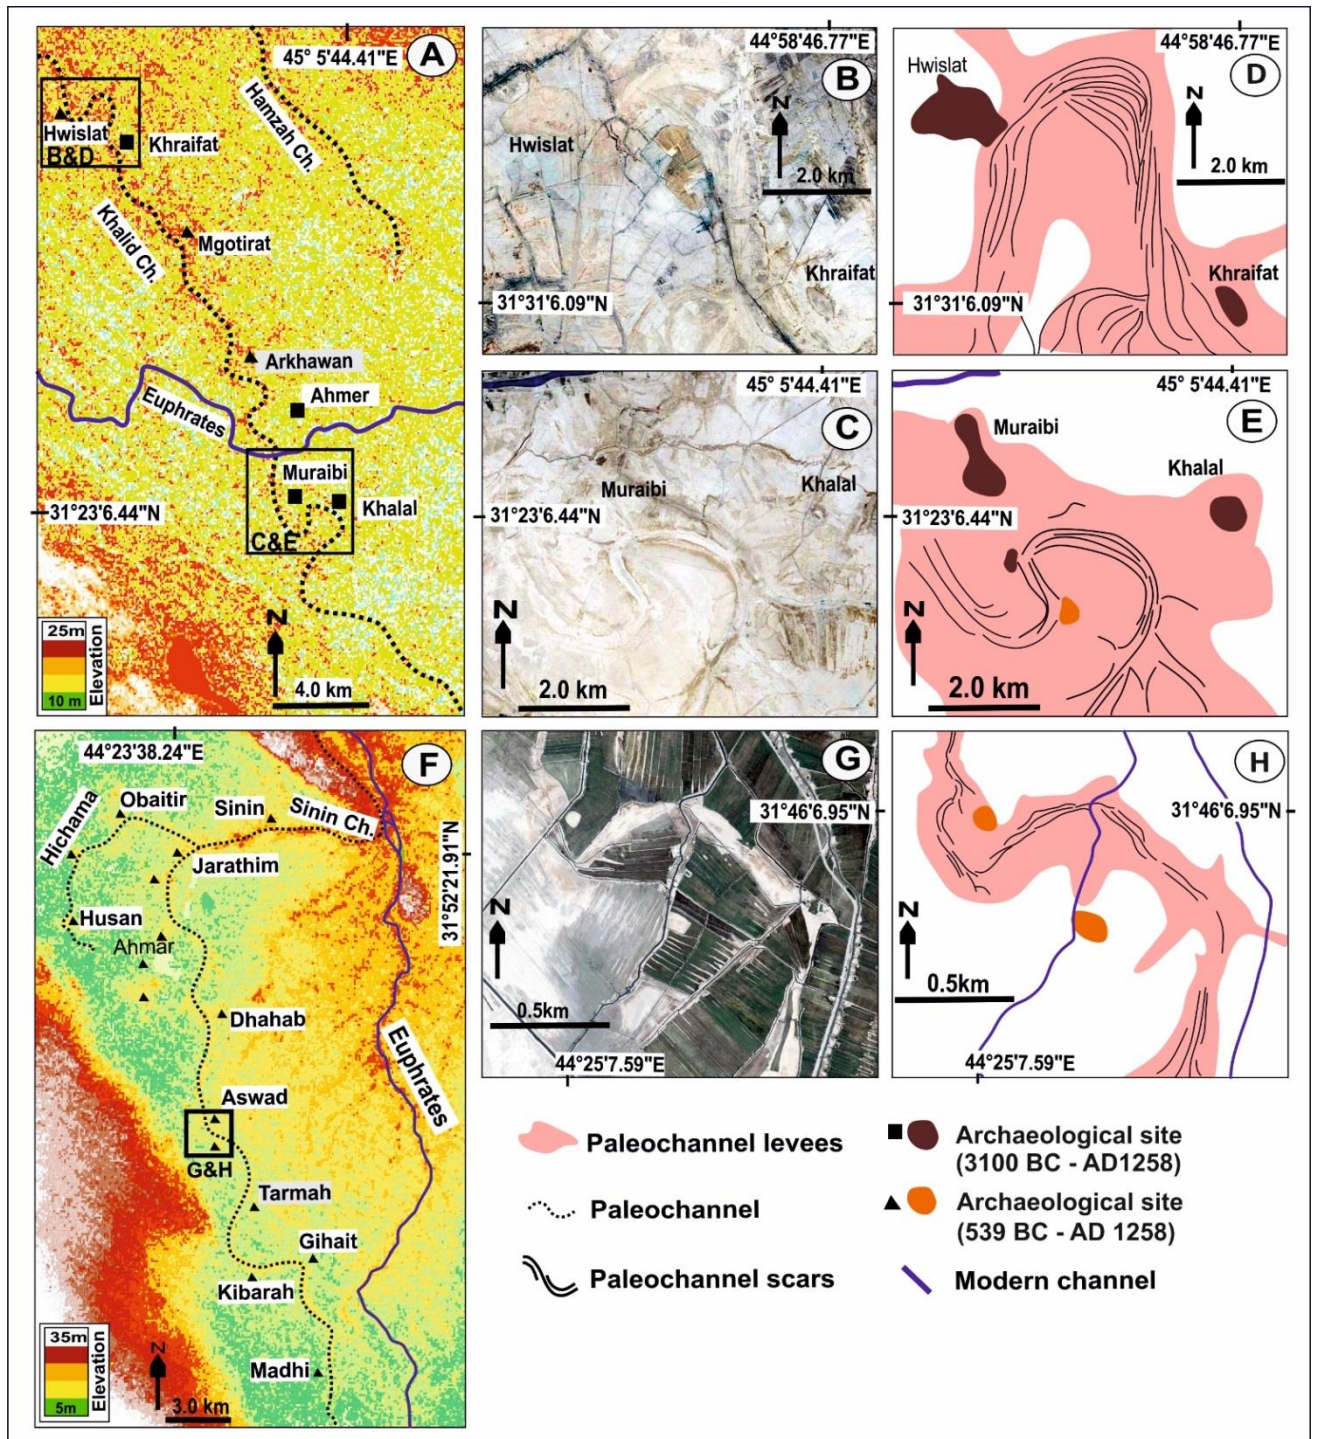 A
45° 5'44.41"E
Hamzah Ch.
Hwislat
B&D
Khraifat
Khalid Ch.
Mgotirat
Arkhawan
Ahmer
Euphrates
Muraibi
Khalal
31°23'6.44"N
C&E
25m
10 m
Elevation
N
4.0 km
B
44°58'46.77"E
Hwislat
N
2.0 km
Khraifat
31°31'6.09"N
D
44°58'46.77"E
Hwislat
N
2.0 km
Khraifat
31°31'6.09"N
C
45° 5'44.41"E
Muraibi
Khalal
31°23'6.44"N
N
2.0 km
E
45° 5'44.41"E
Muraibi
Khalal
31°23'6.44"N
N
2.0 km
F
44°23'38.24"E
Hichama
Obaitir
Sinin
Sinin Ch.
Jarathim
31°52'21.91"N
Husan
Ahmar
Dhahab
Euphrates
Aswad
G&H
Tarmah
Gihait
Kibarah
Madhi
35m
5m
Elevation
N
3.0 km
G
31°46'6.95"N
N
0.5km
44°25'7.59"E
H
31°46'6.95"N
N
0.5km
44°25'7.59"E
Paleochannel levees
Paleochannel
Paleochannel scars
Archaeological site
(3100 BC - AD1258)
Archaeological site
(539 BC - AD 1258)
Modern channel